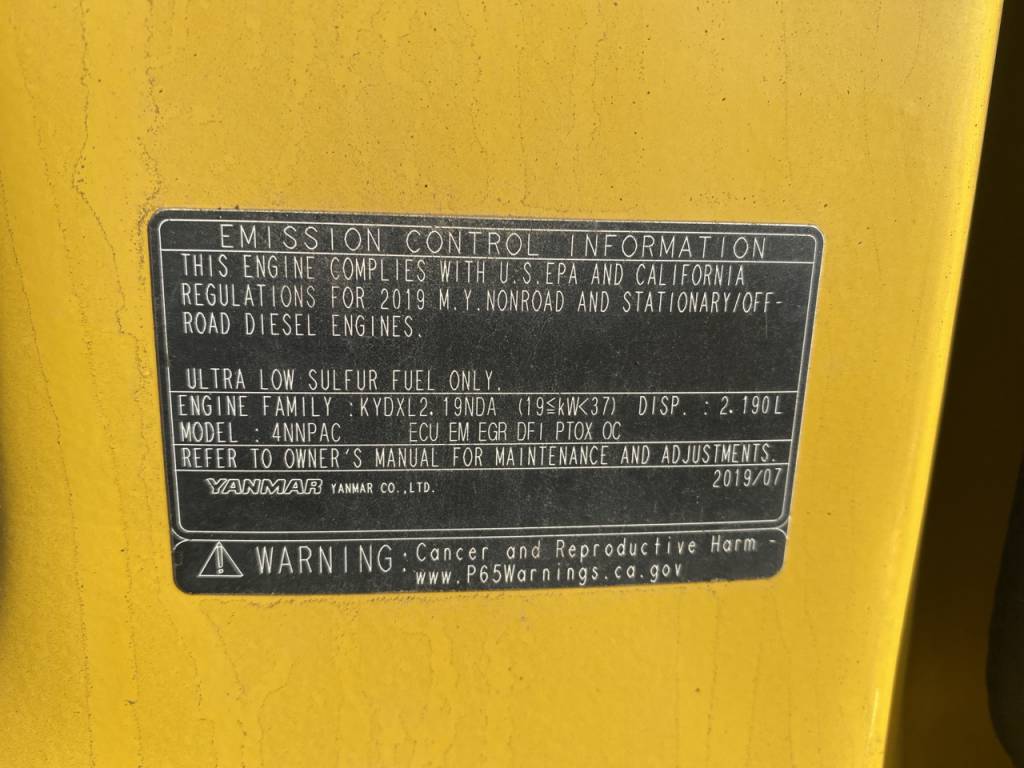 EMISSION CONTROL INFORMATION
THIS ENGINE COMPLIES WITH U.S.EPA AND CALIFORNIA
REGULATIONS FOR 2019 M.Y.NONROAD AND STATIONARY/OFF-
ROAD DIESEL ENGINES.
ULTRA LOW SULFUR FUEL ONLY.
ENGINE FAMILY :KYDXL2.19NDA (19≦kW<37) DISP. :2.190L
MODEL : 4NNPAC ECU EM EGR DFI PTOX OC
REFER TO OWNER'S MANUAL FOR MAINTENANCE AND ADJUSTMENTS.
YANMAR YANMAR CO.,LTD. 2019/07
WARNING:Cancer and Reproductive Harm -
www.P65Warnings.ca.gov